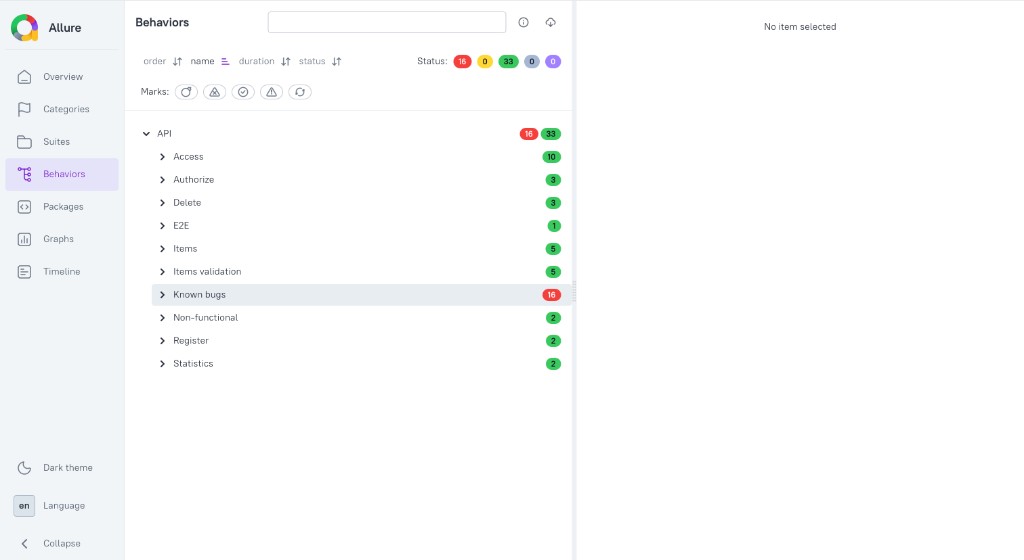 Allure
Overview
Categories
Suites
Behaviors
Packages
Graphs
Timeline
Dark theme
en Language
Collapse
Behaviors
order name duration status Status: 16 0 33 0 0
Marks:
API 16 33
Access 10
Authorize 3
Delete 3
E2E 1
Items 5
Items validation 5
Known bugs 16
Non-functional 2
Register 2
Statistics 2
No item selected